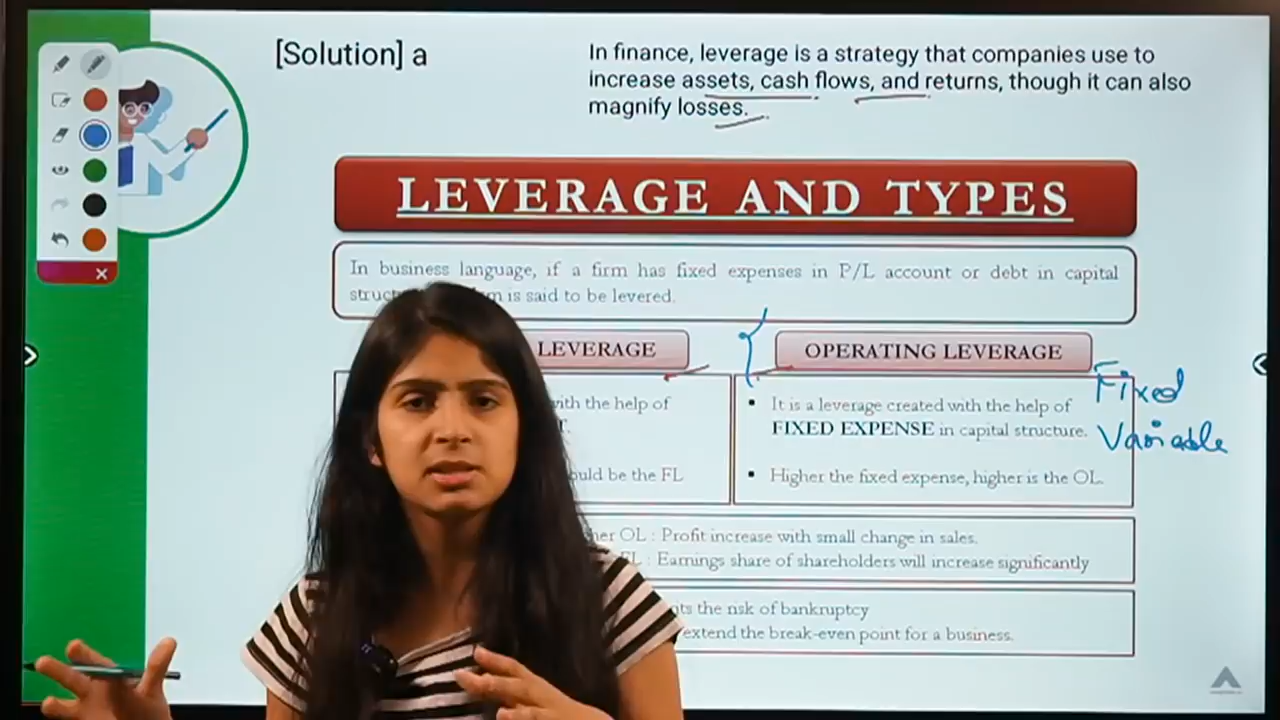 [Solution] a
In finance, leverage is a strategy that companies use to
increase assets, cash flows, and returns, though it can also
magnify losses.
LEVERAGE AND TYPES
In business language, if a firm has fixed expenses in P/L account or debt in capital
is said to be levered.
LEVERAGE
with the help of
be the FL
OPERATING LEVERAGE
It is a leverage created with the help of
FIXED EXPENSE in capital structure.
Higher the fixed expense, higher is the OL.
Fixed
Variable
OL : Profit increase with small change in sales.
: Earnings share of shareholders will increase significantly
the risk of bankruptcy
extend the break-even point for a business.